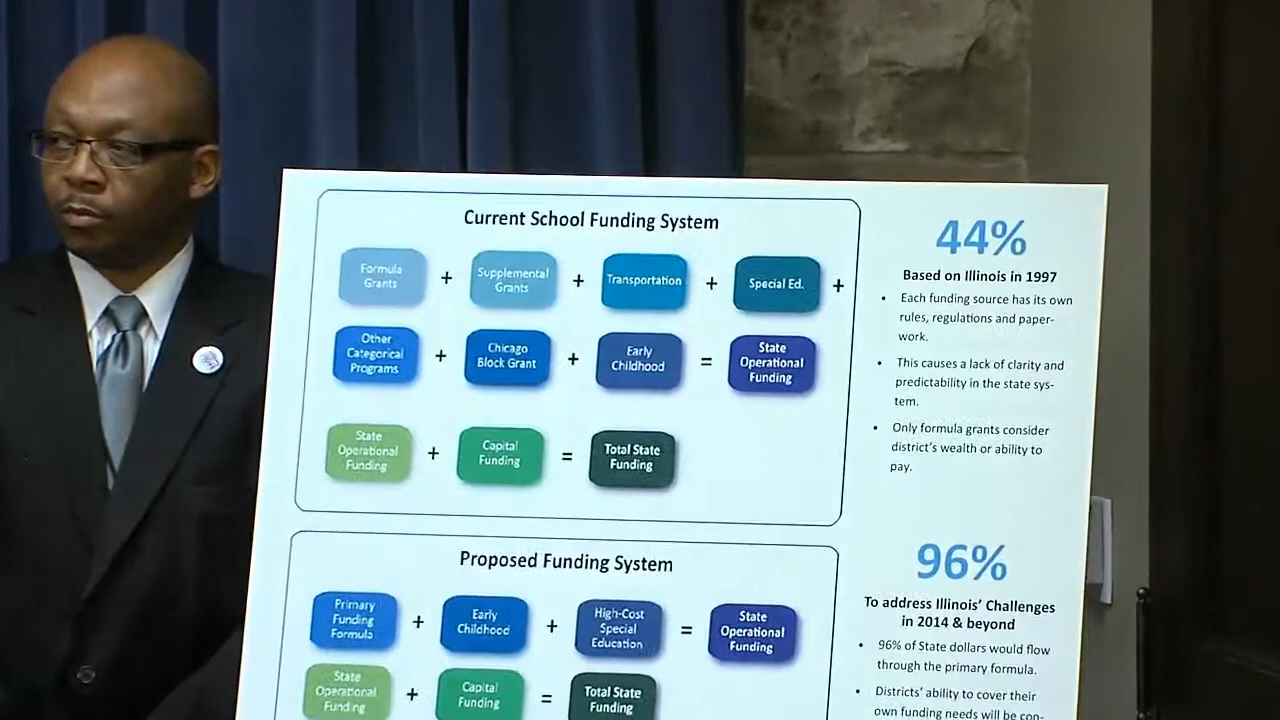 Current School Funding System
Formula
Grants
+
Supplemental
Grants
+
Transportation
+
Special Ed.
+
Other
Categorical
Programs
+
Chicago
Block Grant
+
Early
Childhood
=
State
Operational
Funding
State
Operational
Funding
+
Capital
Funding
=
Total State
Funding
44%
Based on Illinois in 1997
• Each funding source has its own
rules, regulations and paper-
work.
• This causes a lack of clarity and
predictability in the state sys-
tem.
• Only formula grants consider
district's wealth or ability to
pay.
Proposed Funding System
Primary
Funding
Formula
+
Early
Childhood
+
High-Cost
Special
Education
=
State
Operational
Funding
State
Operational
Funding
+
Capital
Funding
=
Total State
Funding
96%
To address Illinois' Challenges
in 2014 & beyond
• 96% of State dollars would flow
through the primary formula.
• Districts' ability to cover their
own funding needs will be con-